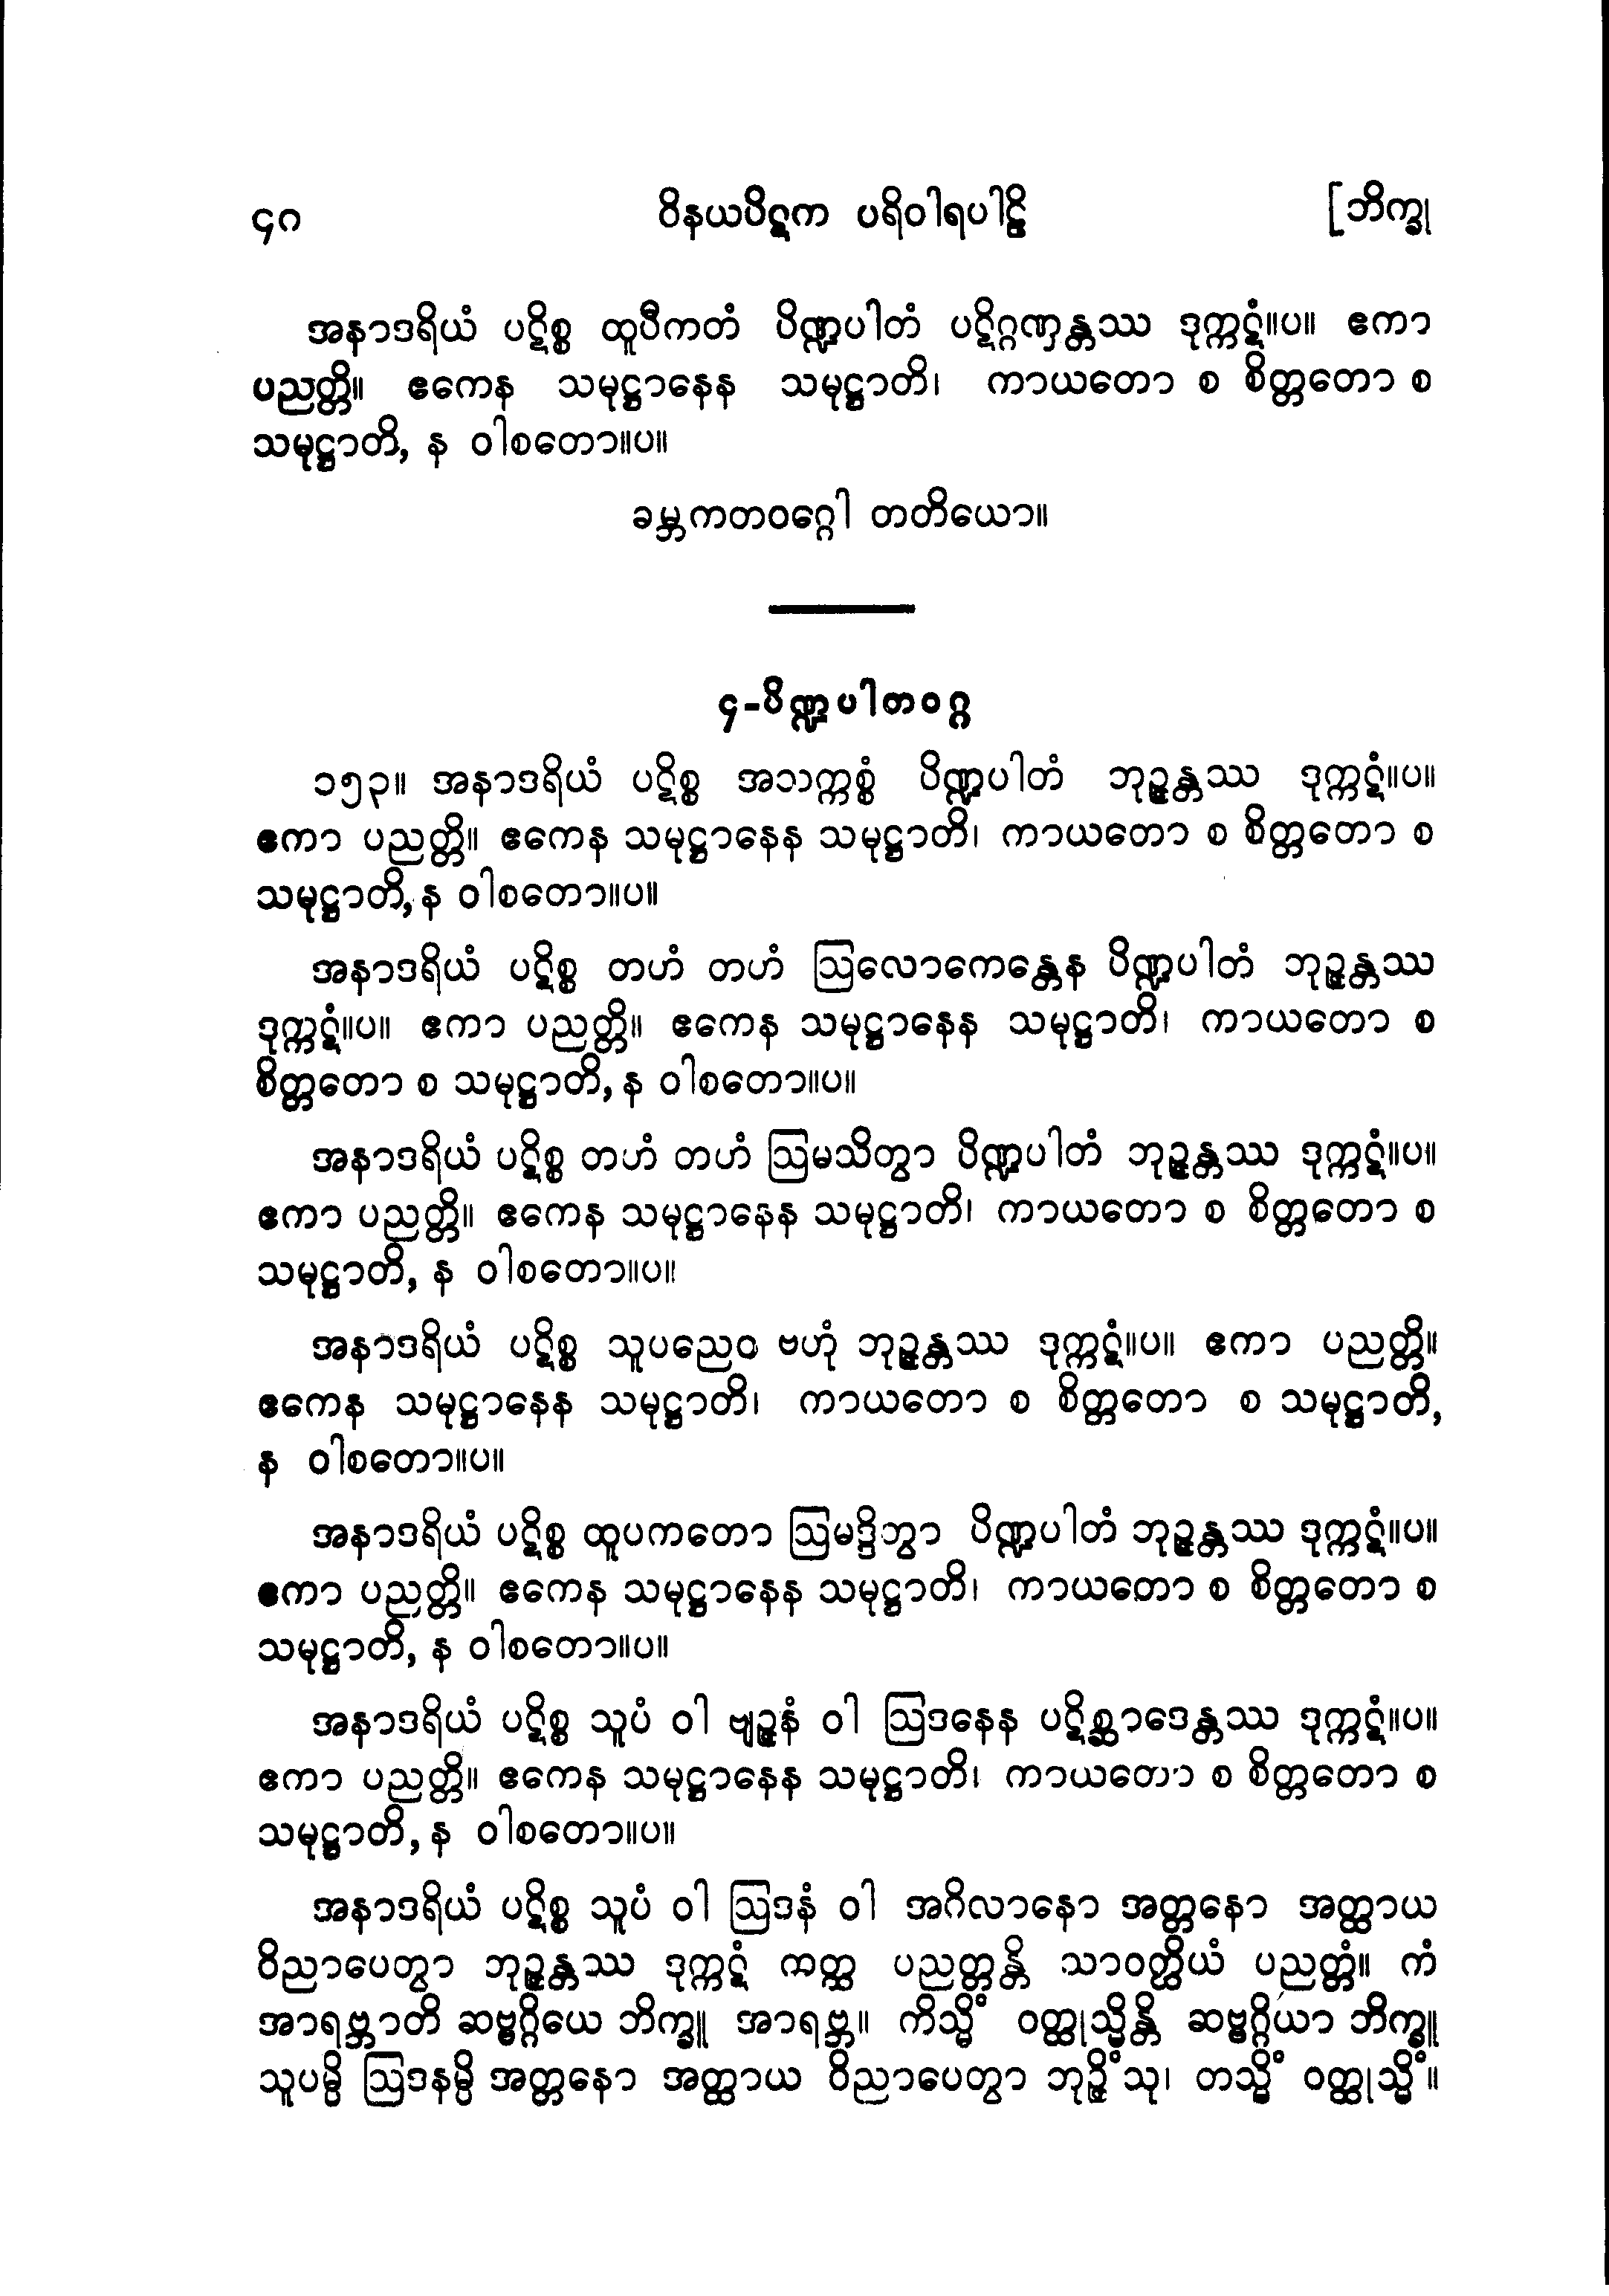 ၄၈ ဝိနယပိဋက ပရိဝါရပါဠိ [ဘိက္ခု
အနာဒရိယံ ပဋိစ္စ ထူပီကတံ ပိဏ္ဍပါတံ ပဋိဂ္ဂဏှန္တဿ ဒုက္ကဋံ။ပ။ ဧကာ
ပညတ္တိ။ ဧကေန သမုဋ္ဌာနေန သမုဋ္ဌာတိ၊ ကာယတော စ စိတ္တတော စ
သမုဋ္ဌာတိ, န ဝါစတော။ပ။
ခမ္ဘကတဝဂ္ဂေါ တတိယော။
၄-ပိဏ္ဍပါတဝဂ္ဂ
၁၅၃။ အနာဒရိယံ ပဋိစ္စ အသက္ကစ္စံ ပိဏ္ဍပါတံ ဘုဉ္ဇန္တဿ ဒုက္ကဋံ။ပ။
ဧကာ ပညတ္တိ။ ဧကေန သမုဋ္ဌာနေန သမုဋ္ဌာတိ၊ ကာယတော စ စိတ္တတော စ
သမုဋ္ဌာတိ, န ဝါစတော။ပ။
အနာဒရိယံ ပဋိစ္စ တဟံ တဟံ ဩလောကေန္တေန ပိဏ္ဍပါတံ ဘုဉ္ဇန္တဿ
ဒုက္ကဋံ။ပ။ ဧကာ ပညတ္တိ။ ဧကေန သမုဋ္ဌာနေန သမုဋ္ဌာတိ၊ ကာယတော စ
စိတ္တတော စ သမုဋ္ဌာတိ, န ဝါစတော။ပ။
အနာဒရိယံ ပဋိစ္စ တဟံ တဟံ ဩမသိတွာ ပိဏ္ဍပါတံ ဘုဉ္ဇန္တဿ ဒုက္ကဋံ။ပ။
ဧကာ ပညတ္တိ။ ဧကေန သမုဋ္ဌာနေန သမုဋ္ဌာတိ၊ ကာယတော စ စိတ္တတော စ
သမုဋ္ဌာတိ, န ဝါစတော။ပ။
အနာဒရိယံ ပဋိစ္စ သူပညေဝ ဗဟုံ ဘုဉ္ဇန္တဿ ဒုက္ကဋံ။ပ။ ဧကာ ပညတ္တိ။
ဧကေန သမုဋ္ဌာနေန သမုဋ္ဌာတိ၊ ကာယတော စ စိတ္တတော စ သမုဋ္ဌာတိ,
န ဝါစတော။ပ။
အနာဒရိယံ ပဋိစ္စ ထူပကတော ဩမဒ္ဒိတွာ ပိဏ္ဍပါတံ ဘုဉ္ဇန္တဿ ဒုက္ကဋံ။ပ။
ဧကာ ပညတ္တိ။ ဧကေန သမုဋ္ဌာနေန သမုဋ္ဌာတိ၊ ကာယတော စ စိတ္တတော စ
သမုဋ္ဌာတိ, န ဝါစတော။ပ။
အနာဒရိယံ ပဋိစ္စ သူပံ ဝါ ဗျဉ္ဇနံ ဝါ ဩဒနေန ပဋိစ္ဆာဒေန္တဿ ဒုက္ကဋံ။ပ။
ဧကာ ပညတ္တိ။ ဧကေန သမုဋ္ဌာနေန သမုဋ္ဌာတိ၊ ကာယတော စ စိတ္တတော စ
သမုဋ္ဌာတိ, န ဝါစတော။ပ။
အနာဒရိယံ ပဋိစ္စ သူပံ ဝါ ဩဒနံ ဝါ အဂိလာနော အတ္တနော အတ္ထာယ
ဝိညာပေတွာ ဘုဉ္ဇန္တဿ ဒုက္ကဋံ ကတ္ထ ပညတ္တန္တိ သာဝတ္ထိယံ ပညတ္တံ။ ကံ
အာရဗ္ဘာတိ ဆဗ္ဗဂ္ဂိယေ ဘိက္ခူ အာရဗ္ဘ။ ကိသ္မိံ ဝတ္ထုသ္မိန္တိ ဆဗ္ဗဂ္ဂိယာ ဘိက္ခူ
သူပမ္ပိ ဩဒနမ္ပိ အတ္တနော အတ္ထာယ ဝိညာပေတွာ ဘုဉ္ဇိံသု၊ တသ္မိံ ဝတ္ထုသ္မိံ။